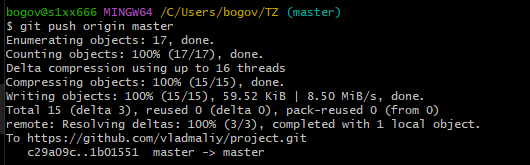 bogov@s1xx666 MINGW64 /C/Users/bogov/TZ (master)
$ git push origin master
Enumerating objects: 17, done.
Counting objects: 100% (17/17), done.
Delta compression using up to 16 threads
Compressing objects: 100% (15/15), done.
Writing objects: 100% (15/15), 59.52 KiB | 8.50 MiB/s, done.
Total 15 (delta 3), reused 0 (delta 0), pack-reused 0 (from 0)
remote: Resolving deltas: 100% (3/3), completed with 1 local object.
To https://github.com/vladmaliy/project.git
   c29a09c..1b01551  master -> master